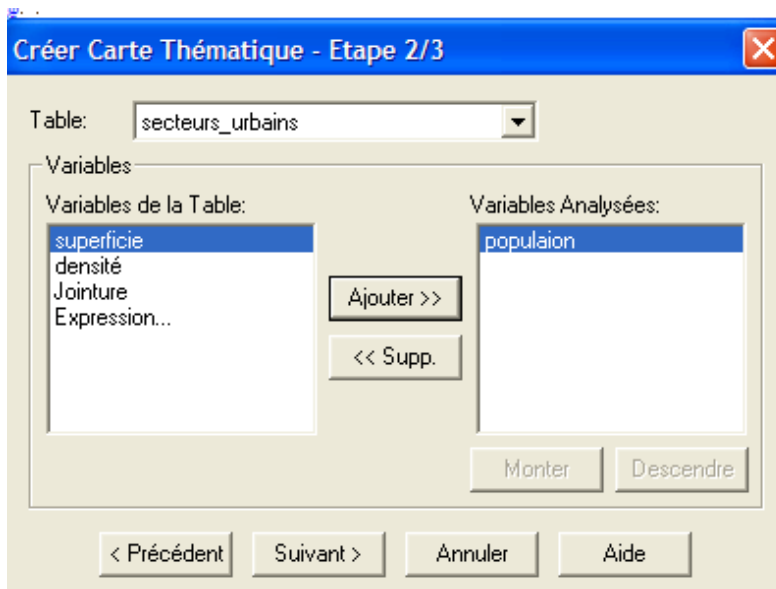 Créer Carte Thématique - Etape 2/3
Table: secteurs_urbains
Variables
Variables de la Table:
superficie
densité
Jointure
Expression...
Ajouter >>
<< Supp.
Variables Analysées:
populaion
Monter Descendre
< Précédent Suivant > Annuler Aide